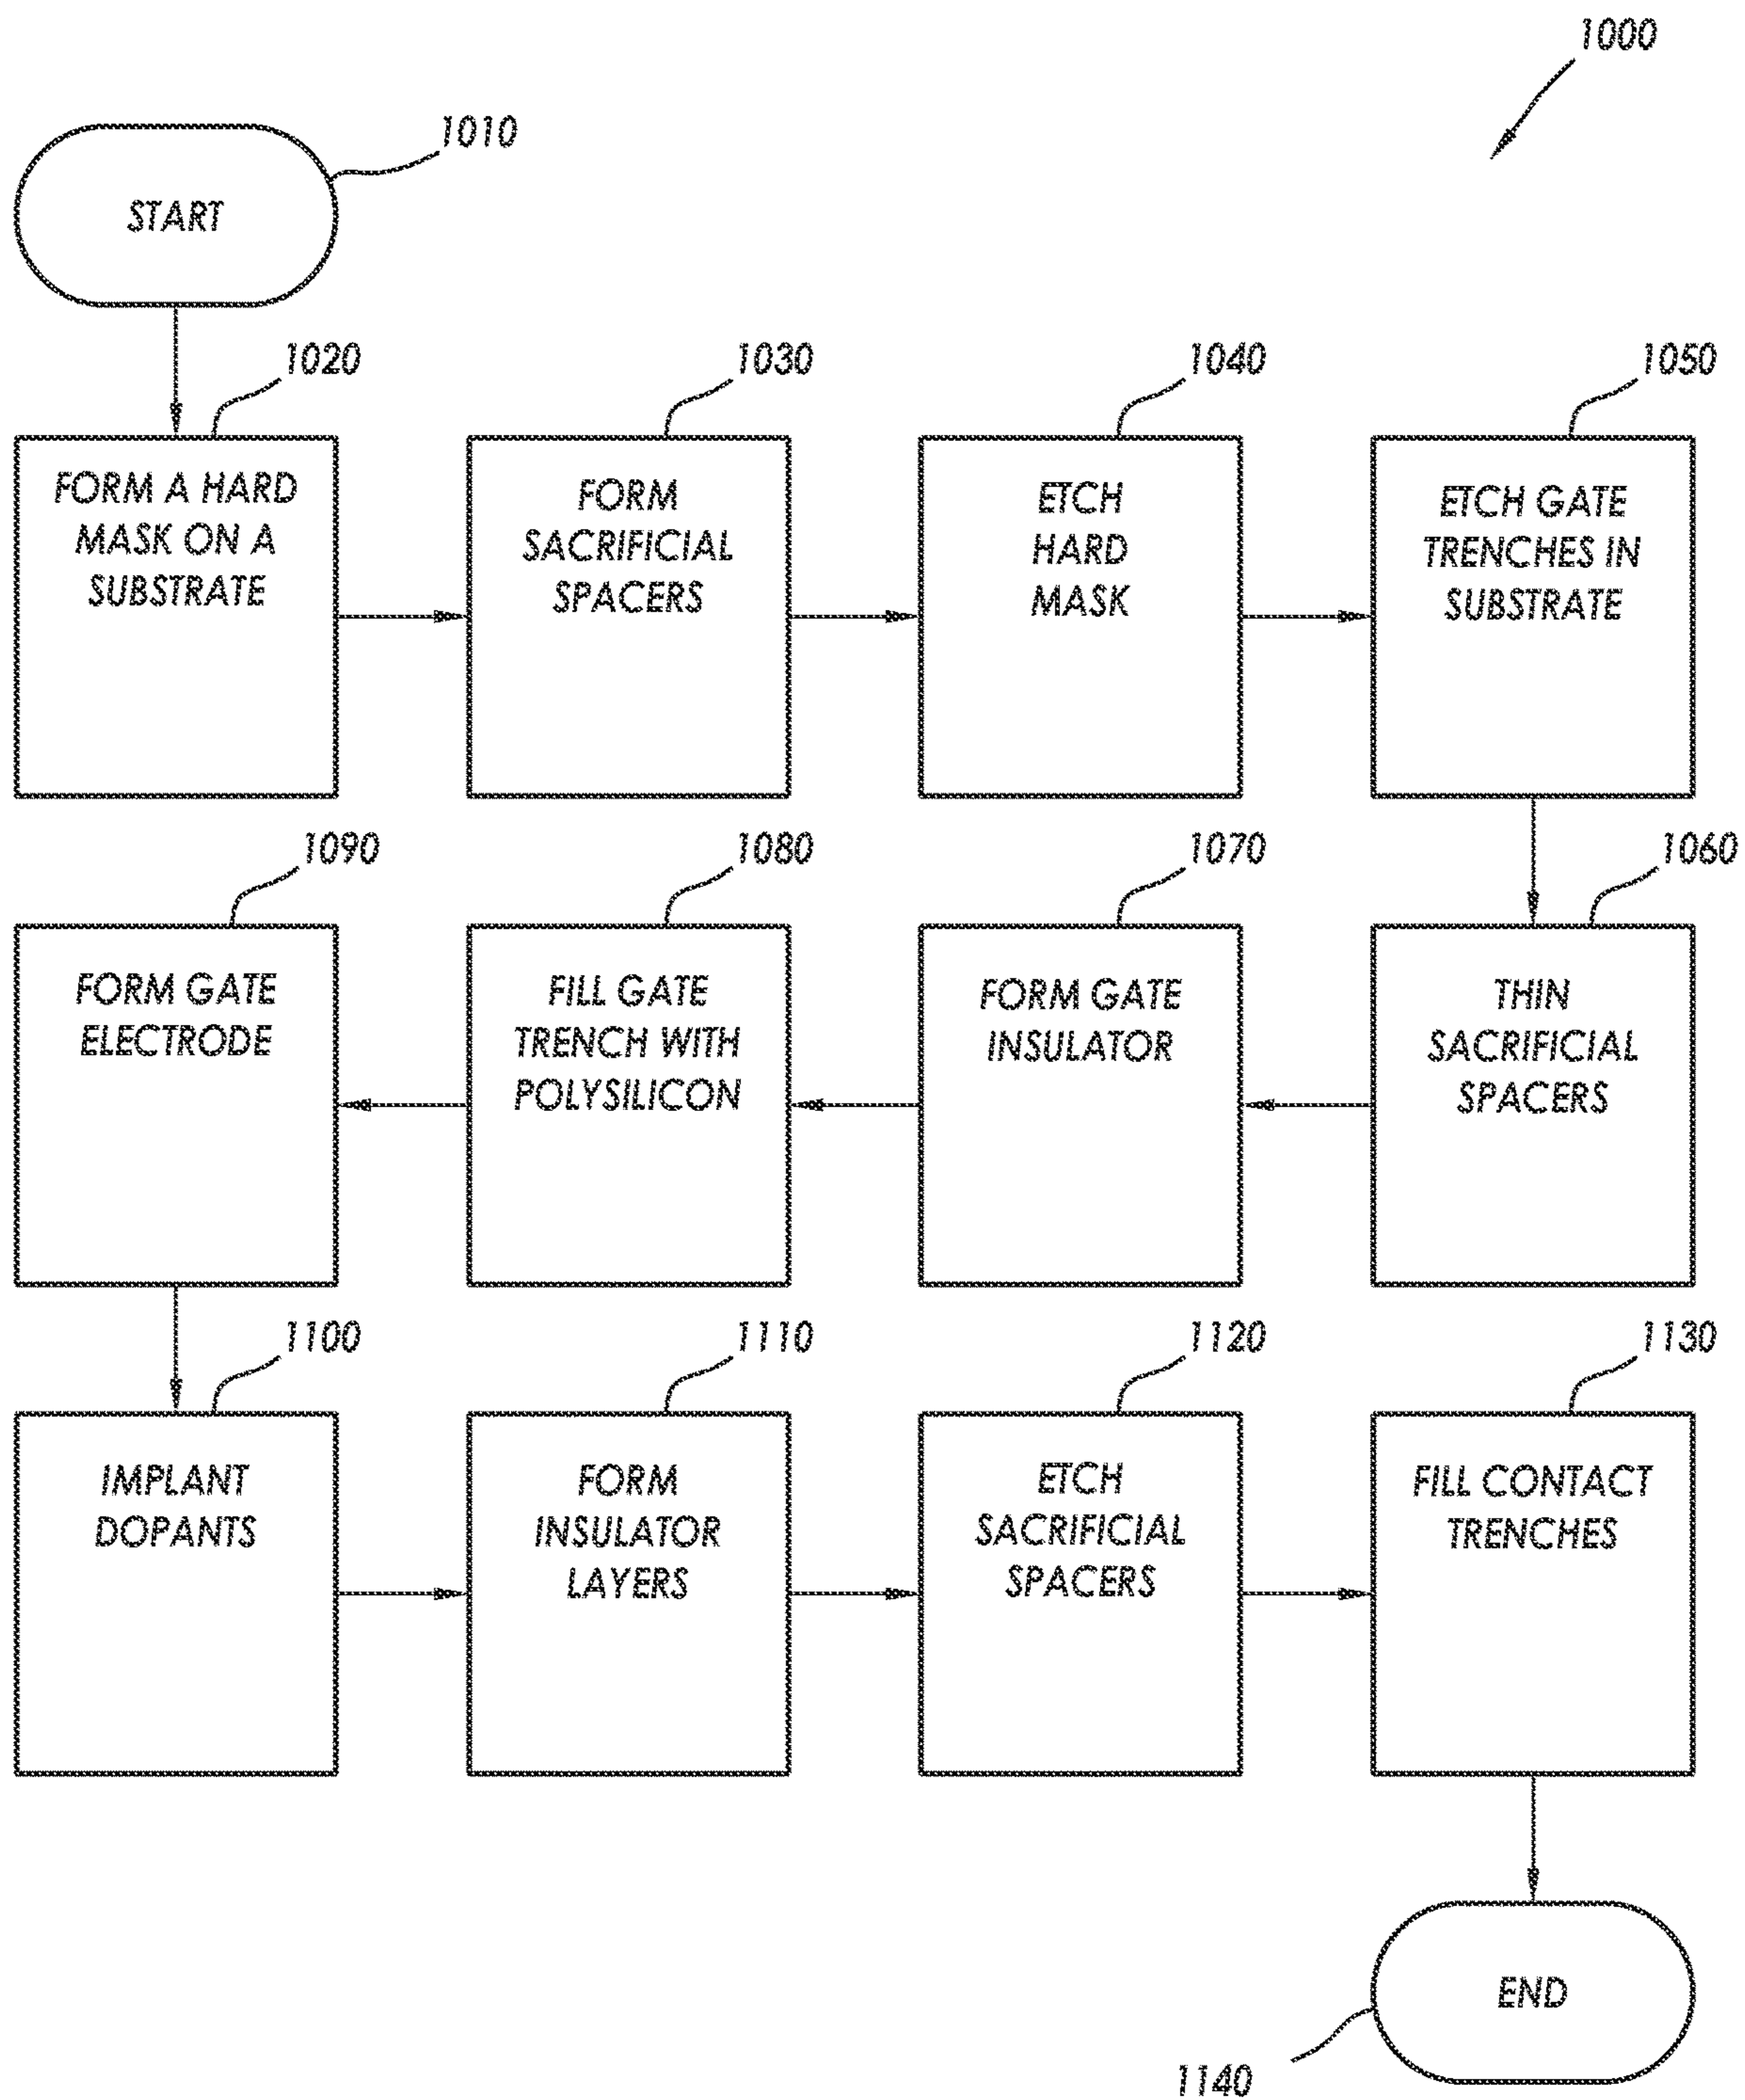 1000
1010
START
1020
FORM A HARD
MASK ON A
SUBSTRATE
1030
FORM
SACRIFICIAL
SPACERS
1040
ETCH
HARD
MASK
1050
ETCH GATE
TRENCHES IN
SUBSTRATE
1060
THIN
SACRIFICIAL
SPACERS
1070
FORM GATE
INSULATOR
1080
FILL GATE
TRENCH WITH
POLYSILICON
1090
FORM GATE
ELECTRODE
1100
IMPLANT
DOPANTS
1110
FORM
INSULATOR
LAYERS
1120
ETCH
SACRIFICIAL
SPACERS
1130
FILL CONTACT
TRENCHES
END
1140